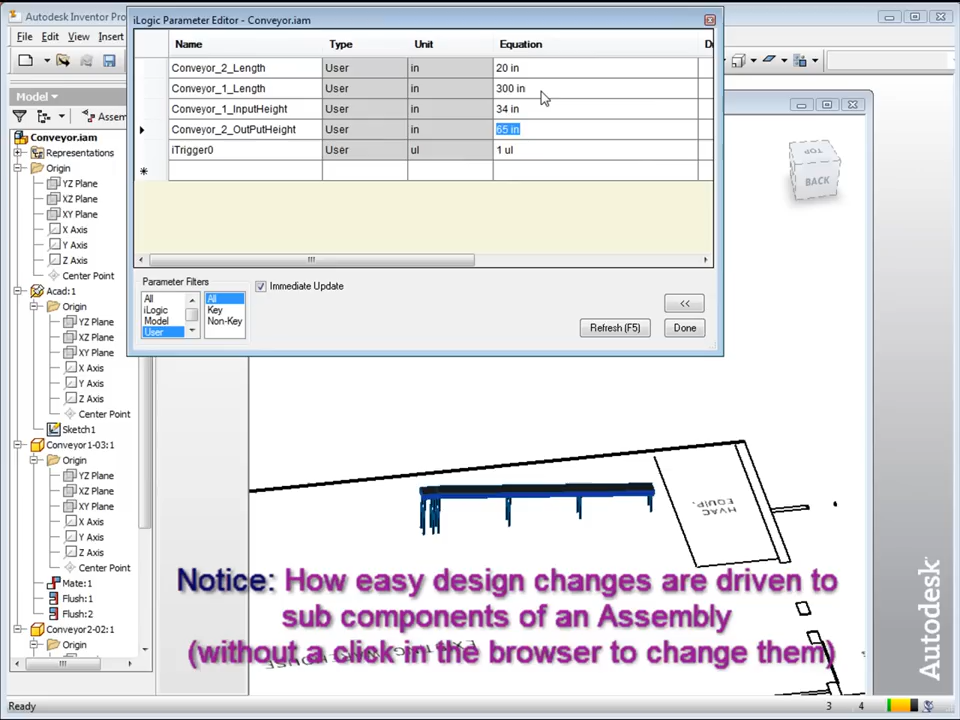 Autodesk Inventor Pro
File Edit View Insert
Model
Assem
Conveyor.iam
Representations
Origin
YZ Plane
XZ Plane
XY Plane
X Axis
Y Axis
Z Axis
Center Point
Acad:1
Origin
YZ Plane
XZ Plane
XY Plane
X Axis
Y Axis
Z Axis
Center Point
Sketch1
Conveyor1-03:1
Origin
YZ Plane
XZ Plane
XY Plane
X Axis
Y Axis
Z Axis
Center Point
Mate:1
Flush:1
Flush:2
Conveyor2-02:1
Origin
iLogic Parameter Editor - Conveyor.iam
Name Type Unit Equation D
Conveyor_2_Length User in 20 in
Conveyor_1_Length User in 300 in
Conveyor_1_InputHeight User in 34 in
Conveyor_2_OutPutHeight User in 65 in
iTrigger0 User ul 1 ul
Parameter Filters
All
iLogic
Model
User
All
Key
Non-Key
Immediate Update
<<
Refresh (F5)
Done
TOP
BACK
HVAC
EQUIP.
Notice: How easy design changes are driven to
sub components of an Assembly
(without a click in the browser to change them)
Autodesk
Ready 3 4